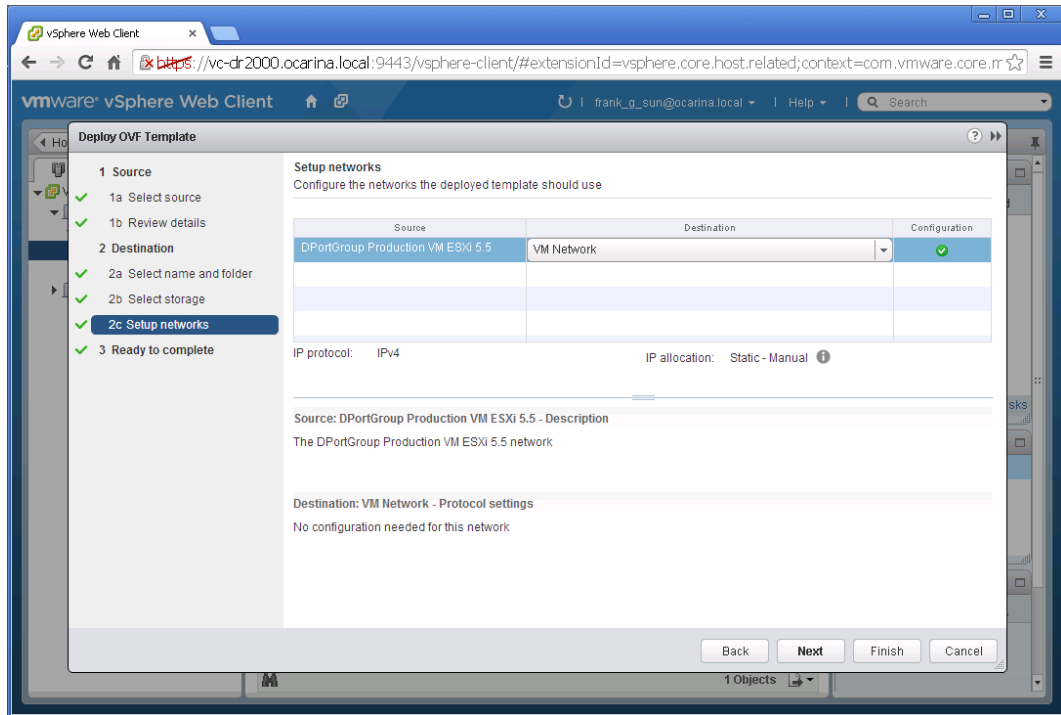 vSphere Web Client
https://vc-dr2000.ocarina.local:9443/vsphere-client/#extensionId=vsphere.core.host.related;context=com.vmware.core.m
vmware® vSphere Web Client
frank_g_sun@ocarina.local
Help
Search
Ho
Deploy OVF Template
1 Source
1a Select source
1b Review details
2 Destination
2a Select name and folder
2b Select storage
2c Setup networks
3 Ready to complete
Setup networks
Configure the networks the deployed template should use
Source Destination Configuration
DPortGroup Production VM ESXi 5.5 VM Network
IP protocol: IPv4 IP allocation: Static - Manual
Source: DPortGroup Production VM ESXi 5.5 - Description
The DPortGroup Production VM ESXi 5.5 network
Destination: VM Network - Protocol settings
No configuration needed for this network
sks
Back Next Finish Cancel
1 Objects